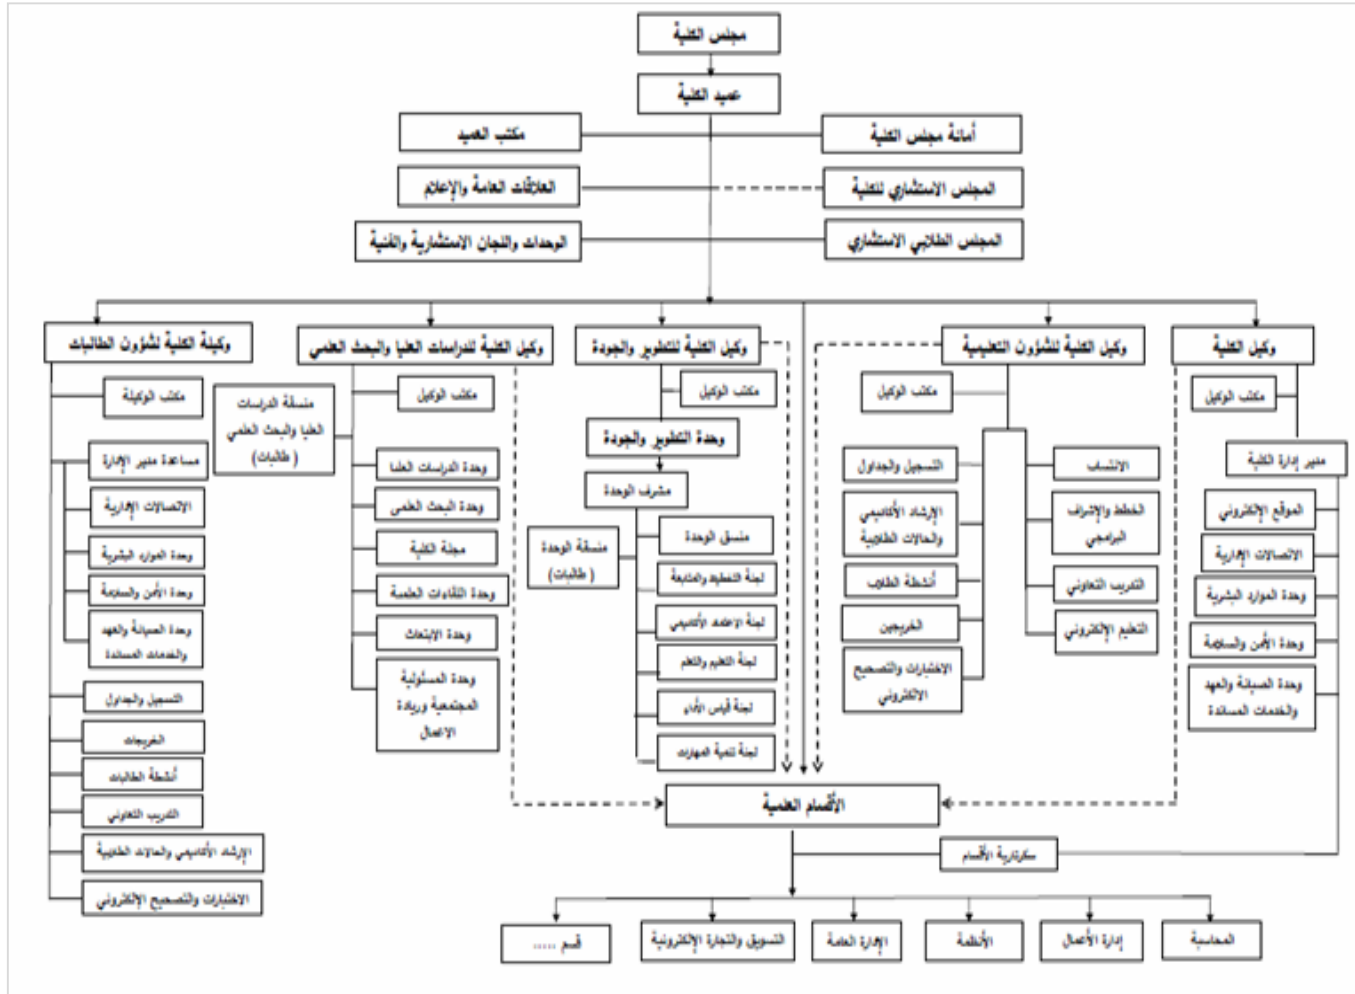 مجلس الكلية
عميد الكلية
أمانة مجلس الكلية
مكتب العميد
المجلس الاستشاري للكلية
العلاقات العامة والإعلام
المجلس الطلابي الاستشاري
الوحدات واللجان الاستشارية والفنية
وكيل الكلية
مكتب الوكيل
مدير إدارة الكلية
الموقع الإلكتروني
الاتصالات الإدارية
وحدة الموارد البشرية
وحدة الأمن والسلامة
وحدة الصيانة والعهد
والخدمات المساندة
وكيل الكلية للشؤون التعليمية
مكتب الوكيل
الانتساب
الخطط والإشراف
البرامجي
التدريب التعاوني
التعليم الإلكتروني
التسجيل والجداول
الإرشاد الأكاديمي
والحالات الطلابية
أنشطة الطلاب
الخريجين
الاختبارات والتصحيح
الالكتروني
وكيل الكلية للتطوير والجودة
مكتب الوكيل
وحدة التطوير والجودة
مشرف الوحدة
منسق الوحدة
لجنة التخطيط والمتابعة
لجنة الاعتماد الأكاديمي
لجنة التعليم والتعلم
لجنة قياس الأداء
لجنة تنمية المهارات
منسقة الوحدة
(طالبات)
وكيل الكلية للدراسات العليا والبحث العلمي
مكتب الوكيل
وحدة الدراسات العليا
وحدة البحث العلمي
مجلة الكلية
وحدة اللقاءات العلمية
وحدة الابتعاث
وحدة المسئولية
المجتمعية وريادة
الاعمال
منسقة الدراسات
العليا والبحث العلمي
(طالبات)
وكيلة الكلية لشؤون الطالبات
مكتب الوكيلة
مساعدة مدير الإدارة
الاتصالات الإدارية
وحدة الموارد البشرية
وحدة الأمن والسلامة
وحدة الصيانة والعهد
والخدمات المساندة
التسجيل والجداول
الخريجات
أنشطة الطالبات
التدريب التعاوني
الإرشاد الأكاديمي والحالات الطلابية
الاختبارات والتصحيح الإلكتروني
الأقسام العلمية
سكرتارية الأقسام
المحاسبة
إدارة الأعمال
الأنظمة
الإدارة العامة
التسويق والتجارة الإلكترونية
قسم .....